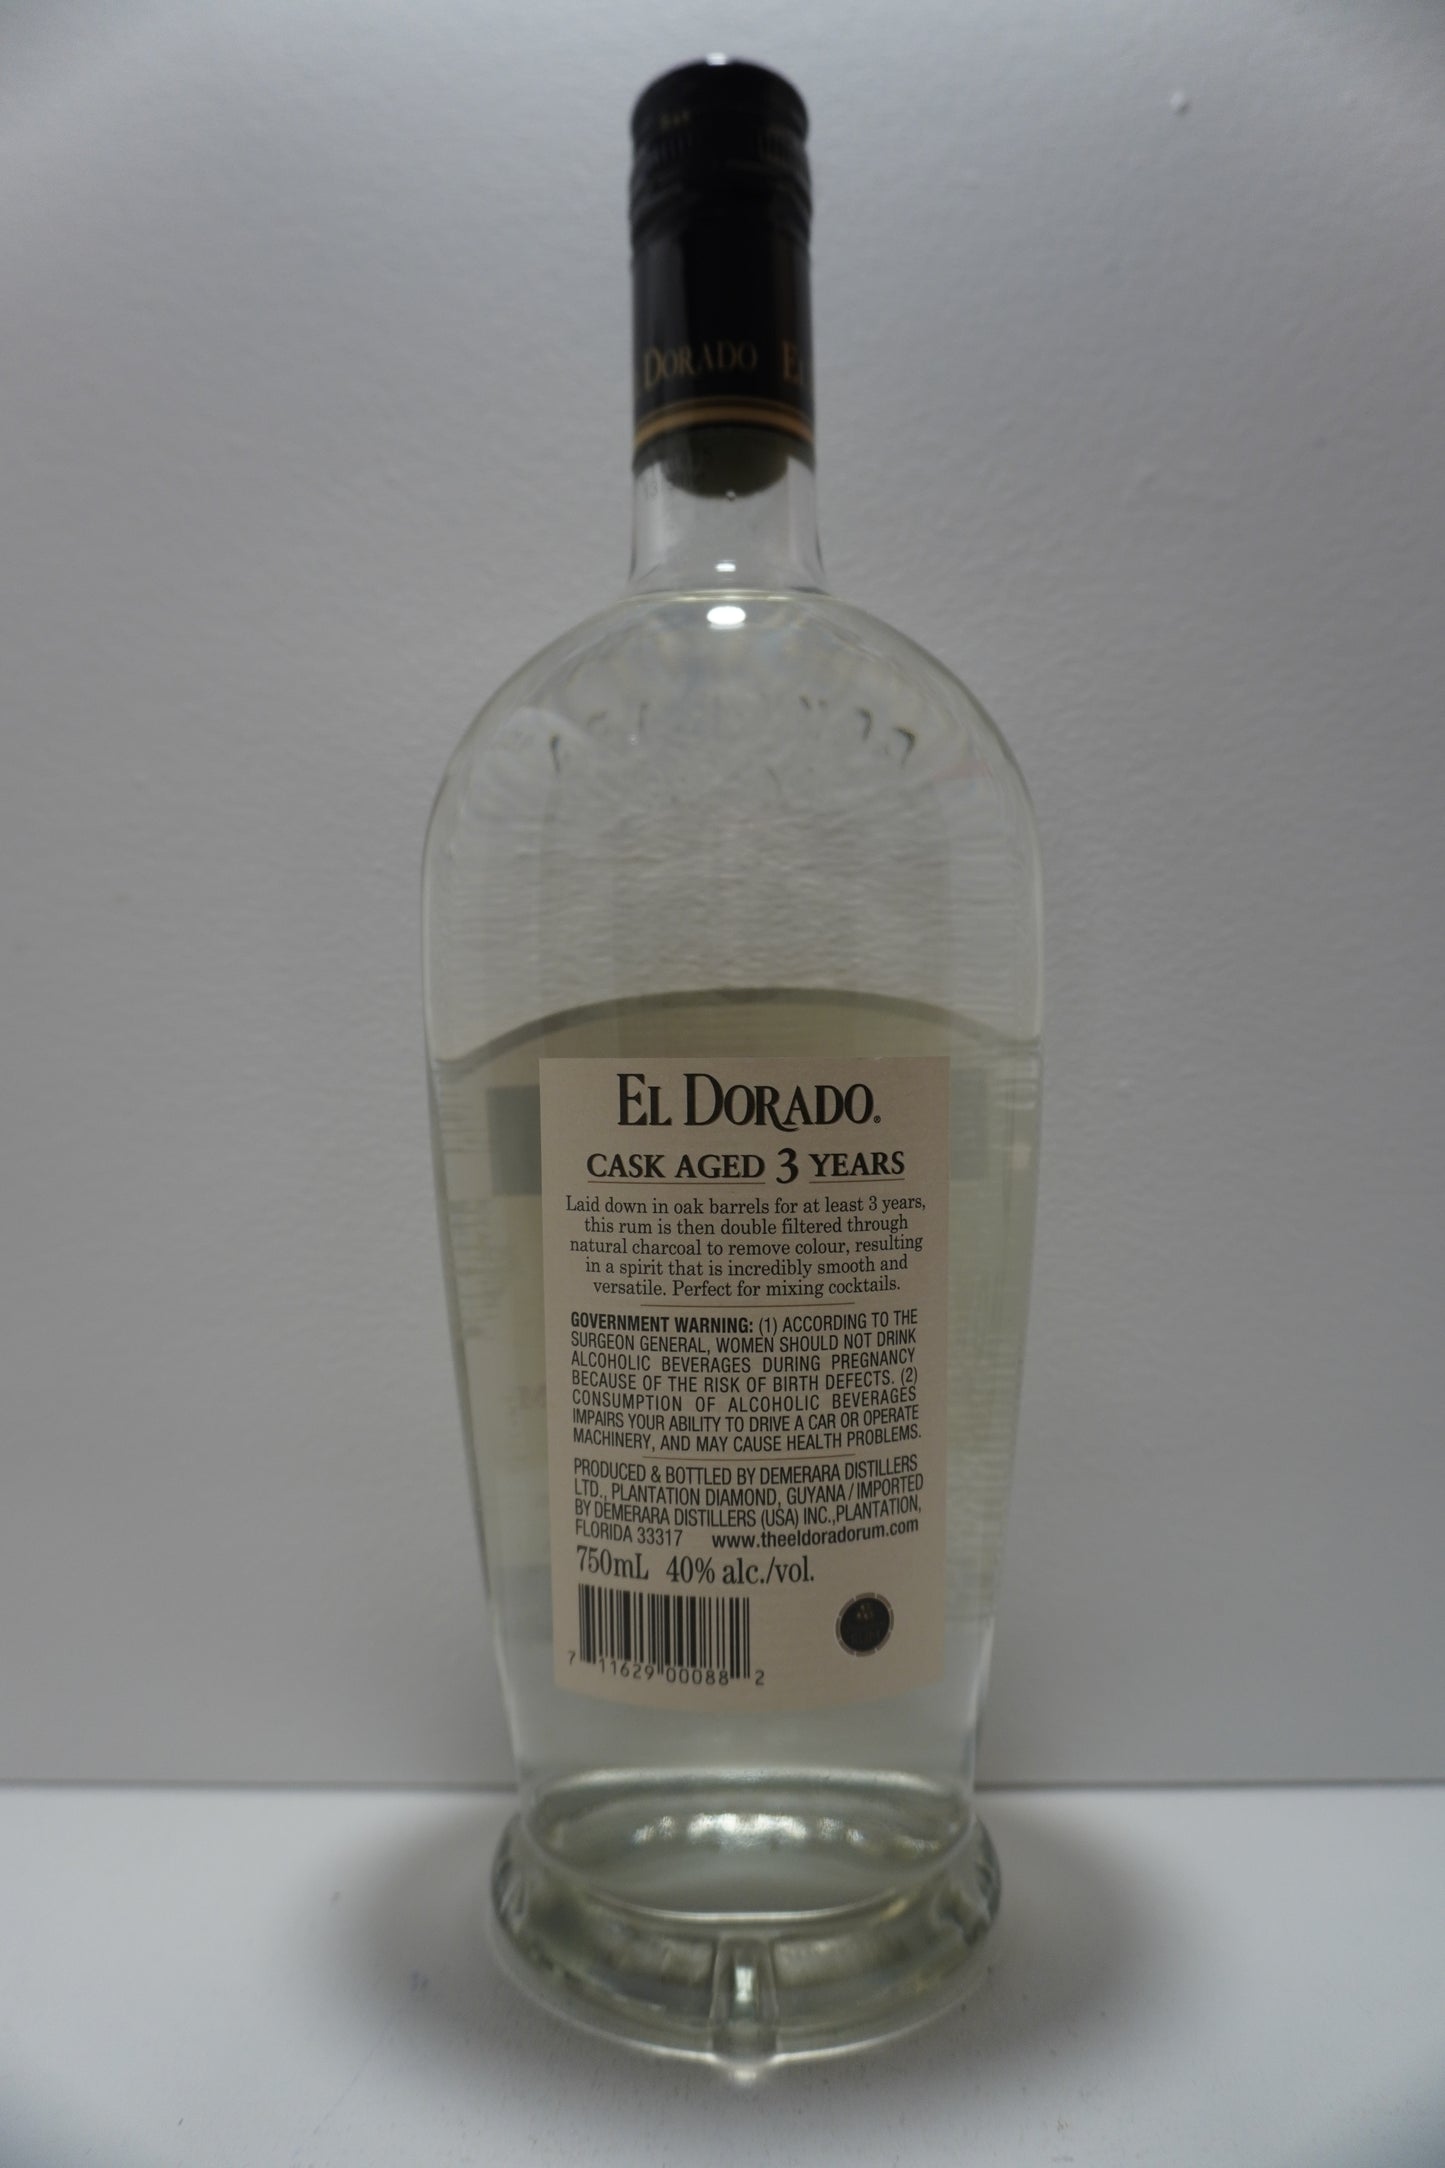 DORADO EL
EL DORADO®
CASK AGED 3 YEARS
Laid down in oak barrels for at least 3 years,
this rum is then double filtered through
natural charcoal to remove colour, resulting
in a spirit that is incredibly smooth and
versatile. Perfect for mixing cocktails.
GOVERNMENT WARNING: (1) ACCORDING TO THE
SURGEON GENERAL, WOMEN SHOULD NOT DRINK
ALCOHOLIC BEVERAGES DURING PREGNANCY
BECAUSE OF THE RISK OF BIRTH DEFECTS. (2)
CONSUMPTION OF ALCOHOLIC BEVERAGES
IMPAIRS YOUR ABILITY TO DRIVE A CAR OR OPERATE
MACHINERY, AND MAY CAUSE HEALTH PROBLEMS.
PRODUCED & BOTTLED BY DEMERARA DISTILLERS
LTD., PLANTATION DIAMOND, GUYANA / IMPORTED
BY DEMERARA DISTILLERS (USA) INC.,PLANTATION,
FLORIDA 33317 www.theeldoradorum.com
750mL 40% alc./vol.
7 11629 00088 2